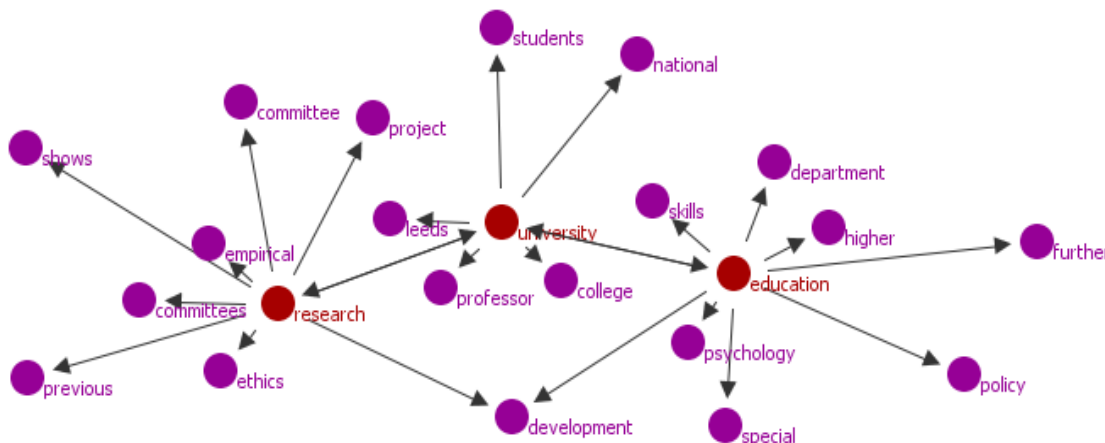 students
national
committee
project
shows
department
skills
leeds
university
higher
empirical
further
education
college
professor
committees
research
psychology
ethics
previous
policy
development
special